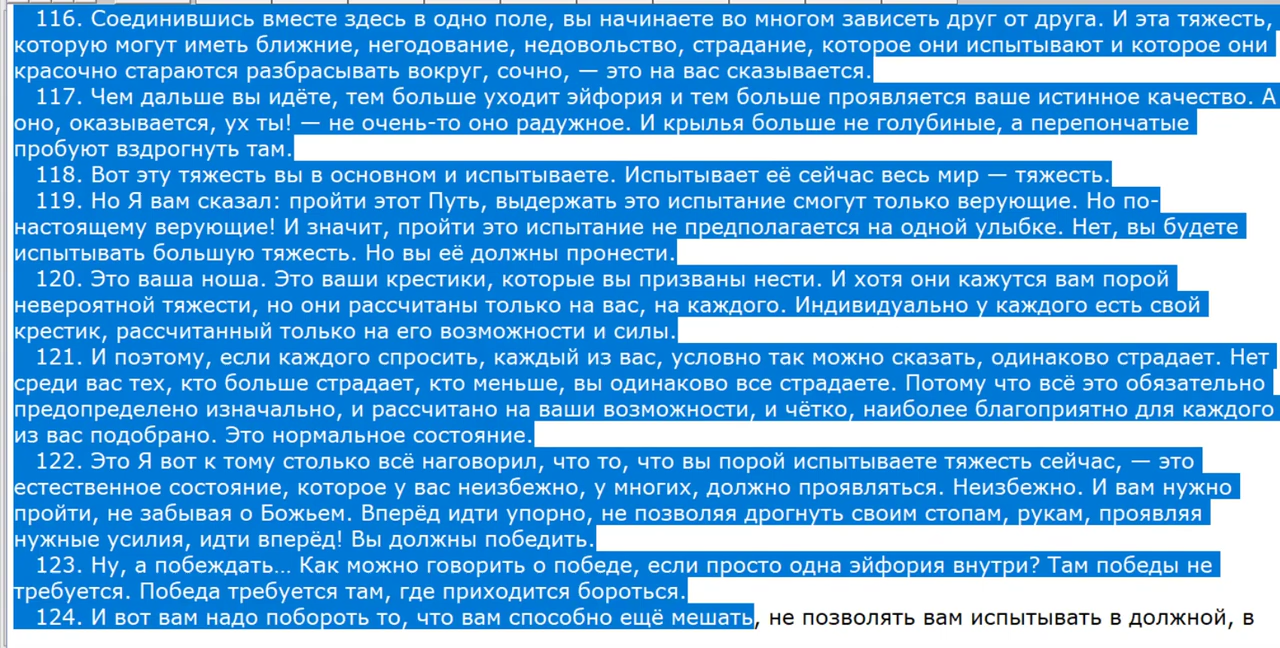 116. Соединившись вместе здесь в одно поле, вы начинаете во многом зависеть друг от друга. И эта тяжесть,
которую могут иметь ближние, негодование, недовольство, страдание, которое они испытывают и которое они
красочно стараются разбрасывать вокруг, сочно, — это на вас сказывается.
117. Чем дальше вы идёте, тем больше уходит эйфория и тем больше проявляется ваше истинное качество. А
оно, оказывается, ух ты! — не очень-то оно радужное. И крылья больше не голубиные, а перепончатые
пробуют вздрогнуть там.
118. Вот эту тяжесть вы в основном и испытываете. Испытывает её сейчас весь мир — тяжесть.
119. Но Я вам сказал: пройти этот Путь, выдержать это испытание смогут только верующие. Но по-
настоящему верующие! И значит, пройти это испытание не предполагается на одной улыбке. Нет, вы будете
испытывать большую тяжесть. Но вы её должны пронести.
120. Это ваша ноша. Это ваши крестики, которые вы призваны нести. И хотя они кажутся вам порой
невероятной тяжести, но они рассчитаны только на вас, на каждого. Индивидуально у каждого есть свой
крестик, рассчитанный только на его возможности и силы.
121. И поэтому, если каждого спросить, каждый из вас, условно так можно сказать, одинаково страдает. Нет
среди вас тех, кто больше страдает, кто меньше, вы одинаково все страдаете. Потому что всё это обязательно
предопределено изначально, и рассчитано на ваши возможности, и чётко, наиболее благоприятно для каждого
из вас подобрано. Это нормальное состояние.
122. Это Я вот к тому столько всё наговорил, что то, что вы порой испытываете тяжесть сейчас, — это
естественное состояние, которое у вас неизбежно, у многих, должно проявляться. Неизбежно. И вам нужно
пройти, не забывая о Божьем. Вперёд идти упорно, не позволяя дрогнуть своим стопам, рукам, проявляя
нужные усилия, идти вперёд! Вы должны победить.
123. Ну, а побеждать… Как можно говорить о победе, если просто одна эйфория внутри? Там победы не
требуется. Победа требуется там, где приходится бороться.
124. И вот вам надо побороть то, что вам способно ещё мешать, не позволять вам испытывать в должной, в